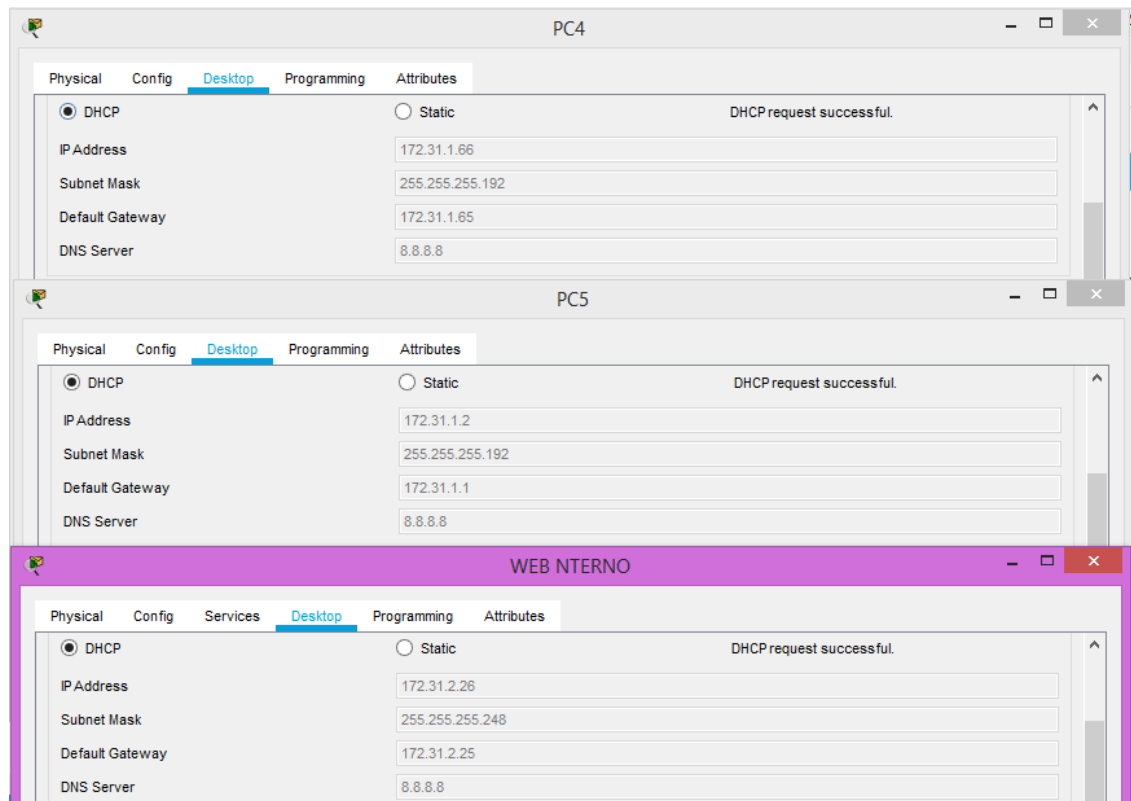 PC4
Physical Config Desktop Programming Attributes
DHCP Static DHCP request successful.
IP Address 172.31.1.66
Subnet Mask 255.255.255.192
Default Gateway 172.31.1.65
DNS Server 8.8.8.8
PC5
Physical Config Desktop Programming Attributes
DHCP Static DHCP request successful.
IP Address 172.31.1.2
Subnet Mask 255.255.255.192
Default Gateway 172.31.1.1
DNS Server 8.8.8.8
WEB NTERNO
Physical Config Services Desktop Programming Attributes
DHCP Static DHCP request successful.
IP Address 172.31.2.26
Subnet Mask 255.255.255.248
Default Gateway 172.31.2.25
DNS Server 8.8.8.8